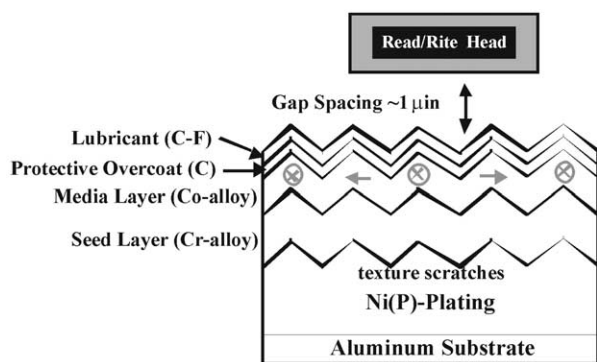 Read/Rite Head
Gap Spacing ~1 μin
Lubricant (C-F)
Protective Overcoat (C)
Media Layer (Co-alloy)
Seed Layer (Cr-alloy)
texture scratches
Ni(P)-Plating
Aluminum Substrate